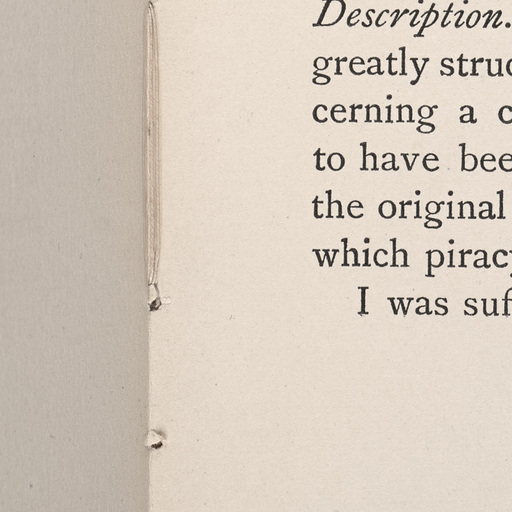 Description.
greatly struc
cerning a c
to have bee
the original
which piracy
I was suf